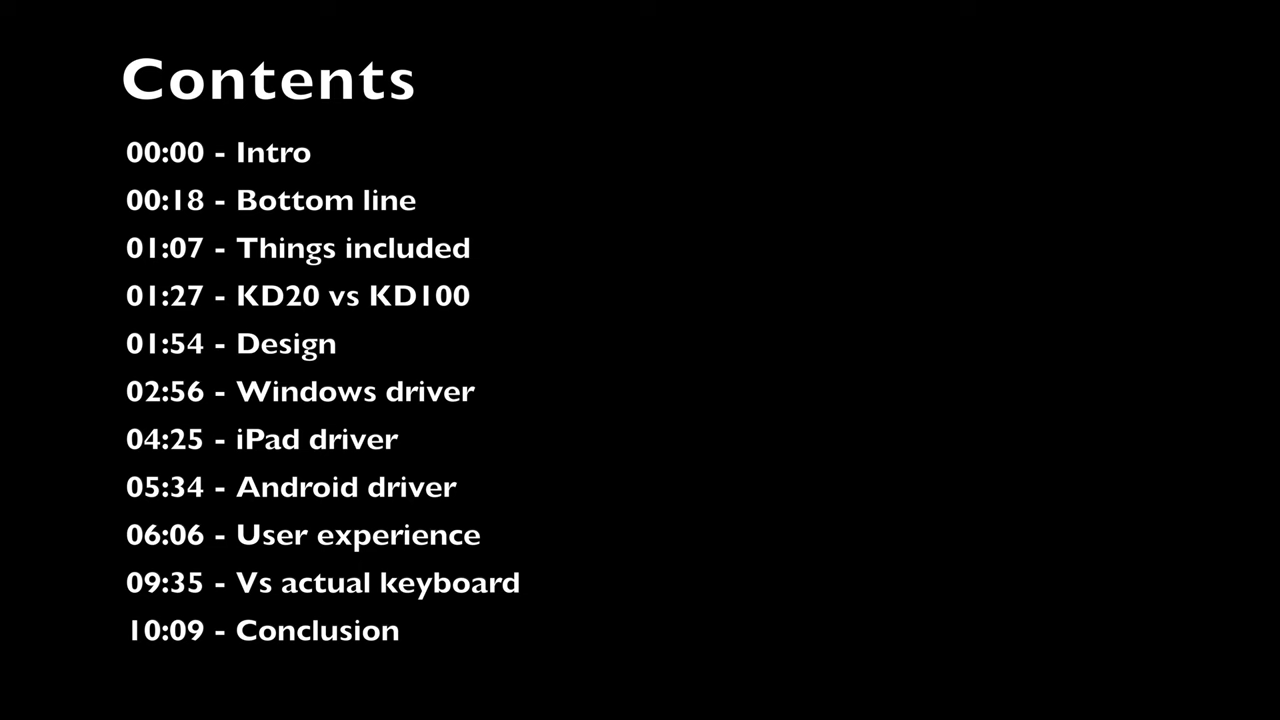 Contents
00:00 - Intro
00:18 - Bottom line
01:07 - Things included
01:27 - KD20 vs KD100
01:54 - Design
02:56 - Windows driver
04:25 - iPad driver
05:34 - Android driver
06:06 - User experience
09:35 - Vs actual keyboard
10:09 - Conclusion